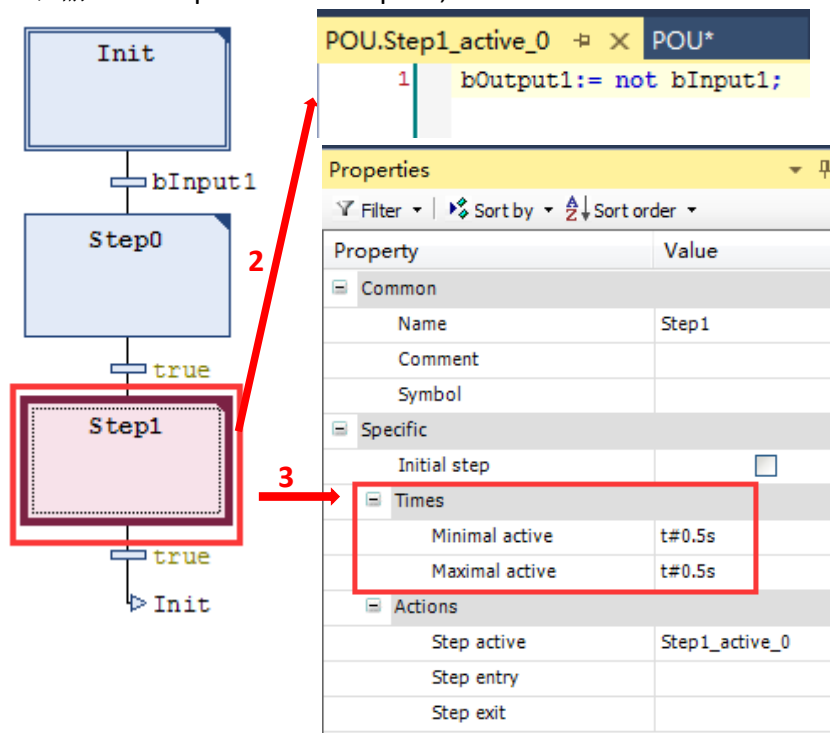 Init
bInput1
Step0
2
true
Step1
3
true
Init
POU.Step1_active_0
POU*
1 bOutput1:= not bInput1;
Properties
Filter Sort by Sort order
Property Value
Common
Name Step1
Comment
Symbol
Specific
Initial step
Times
Minimal active t#0.5s
Maximal active t#0.5s
Actions
Step active Step1_active_0
Step entry
Step exit